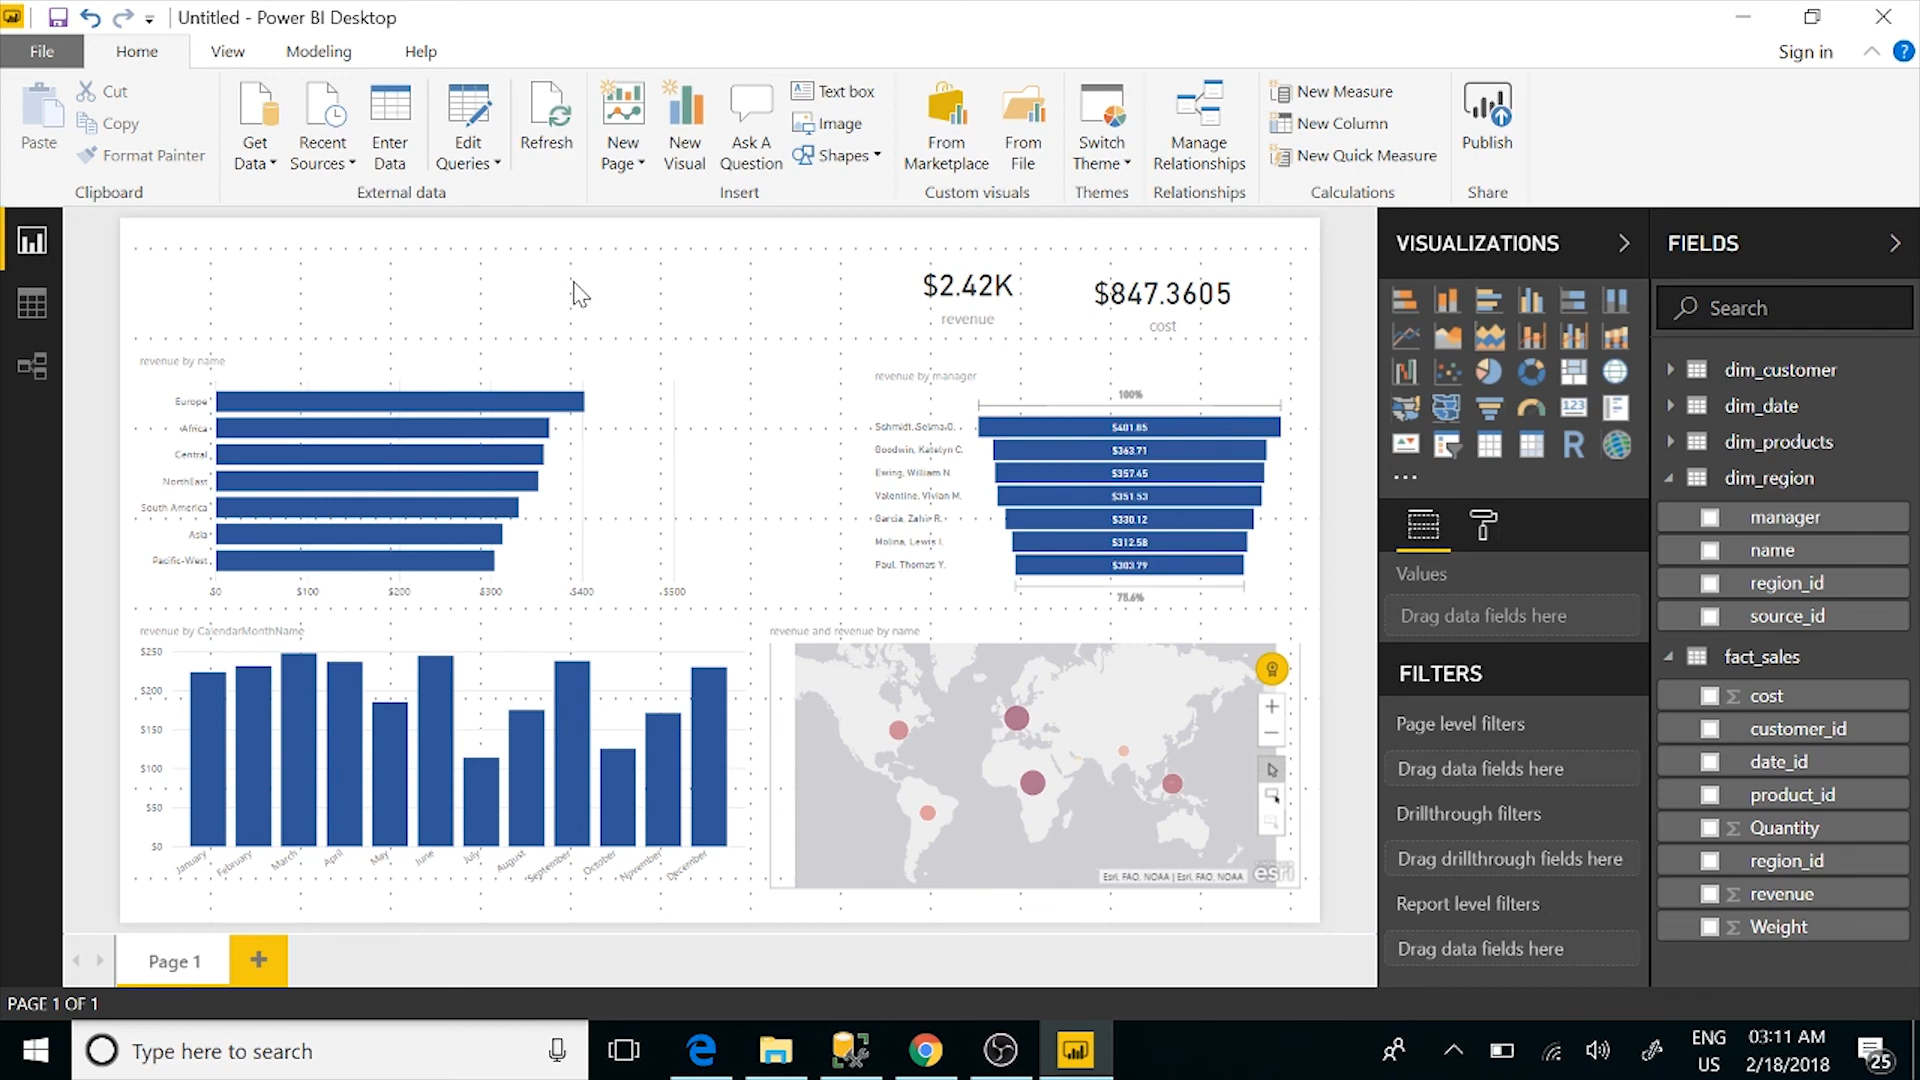 Untitled - Power BI Desktop
File Home View Modeling Help Sign in
Paste
Cut
Copy
Format Painter
Clipboard
Get Data
Recent Sources
Enter Data
Edit Queries
Refresh
External data
New Page
New Visual
Ask A Question
Text box
Image
Shapes
Insert
From Marketplace
From File
Custom visuals
Switch Theme
Themes
Manage Relationships
Relationships
New Measure
New Column
New Quick Measure
Calculations
Publish
Share
$2.42K
revenue
$847.3605
cost
revenue by name
Europe
Africa
Central
NorthEast
South America
Asia
Pacific-West
$0 $100 $200 $300 $400 $500
revenue by manager
100%
Schmidt, Selma O. $401.85
Goodwin, Katelyn C. $363.71
Ewing, William N. $357.45
Valentine, Vivian M. $351.53
Garcia, Zahir R. $330.12
Molina, Lewis I. $312.58
Paul, Thomas Y. $303.79
75.6%
revenue by CalendarMonthName
$250
$200
$150
$100
$50
$0
January February March April May June July August September October November December
revenue and revenue by name
Esri, FAO, NOAA | Esri, FAO, NOAA
esri
VISUALIZATIONS
123
R
Values
Drag data fields here
FILTERS
Page level filters
Drag data fields here
Drillthrough filters
Drag drillthrough fields here
Report level filters
Drag data fields here
FIELDS
Search
dim_customer
dim_date
dim_products
dim_region
manager
name
region_id
source_id
fact_sales
Σ cost
customer_id
date_id
product_id
Σ Quantity
region_id
Σ revenue
Σ Weight
Page 1
PAGE 1 OF 1
Type here to search
ENG
US
03:11 AM
2/18/2018
25